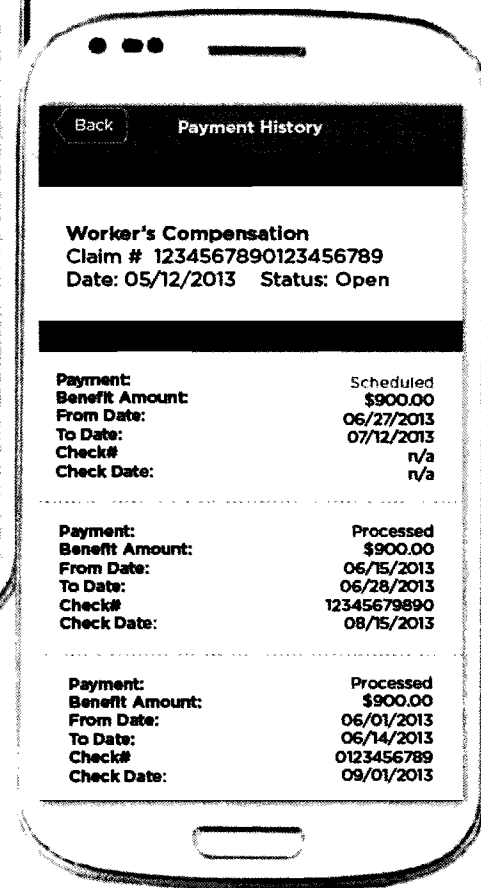 Back Payment History
Worker's Compensation
Claim # 1234567890123456789
Date: 05/12/2013 Status: Open
Payment: Scheduled
Benefit Amount: $900.00
From Date: 06/27/2013
To Date: 07/12/2013
Check# n/a
Check Date: n/a
Payment: Processed
Benefit Amount: $900.00
From Date: 06/15/2013
To Date: 06/28/2013
Check# 12345679890
Check Date: 08/15/2013
Payment: Processed
Benefit Amount: $900.00
From Date: 06/01/2013
To Date: 06/14/2013
Check# 0123456789
Check Date: 09/01/2013